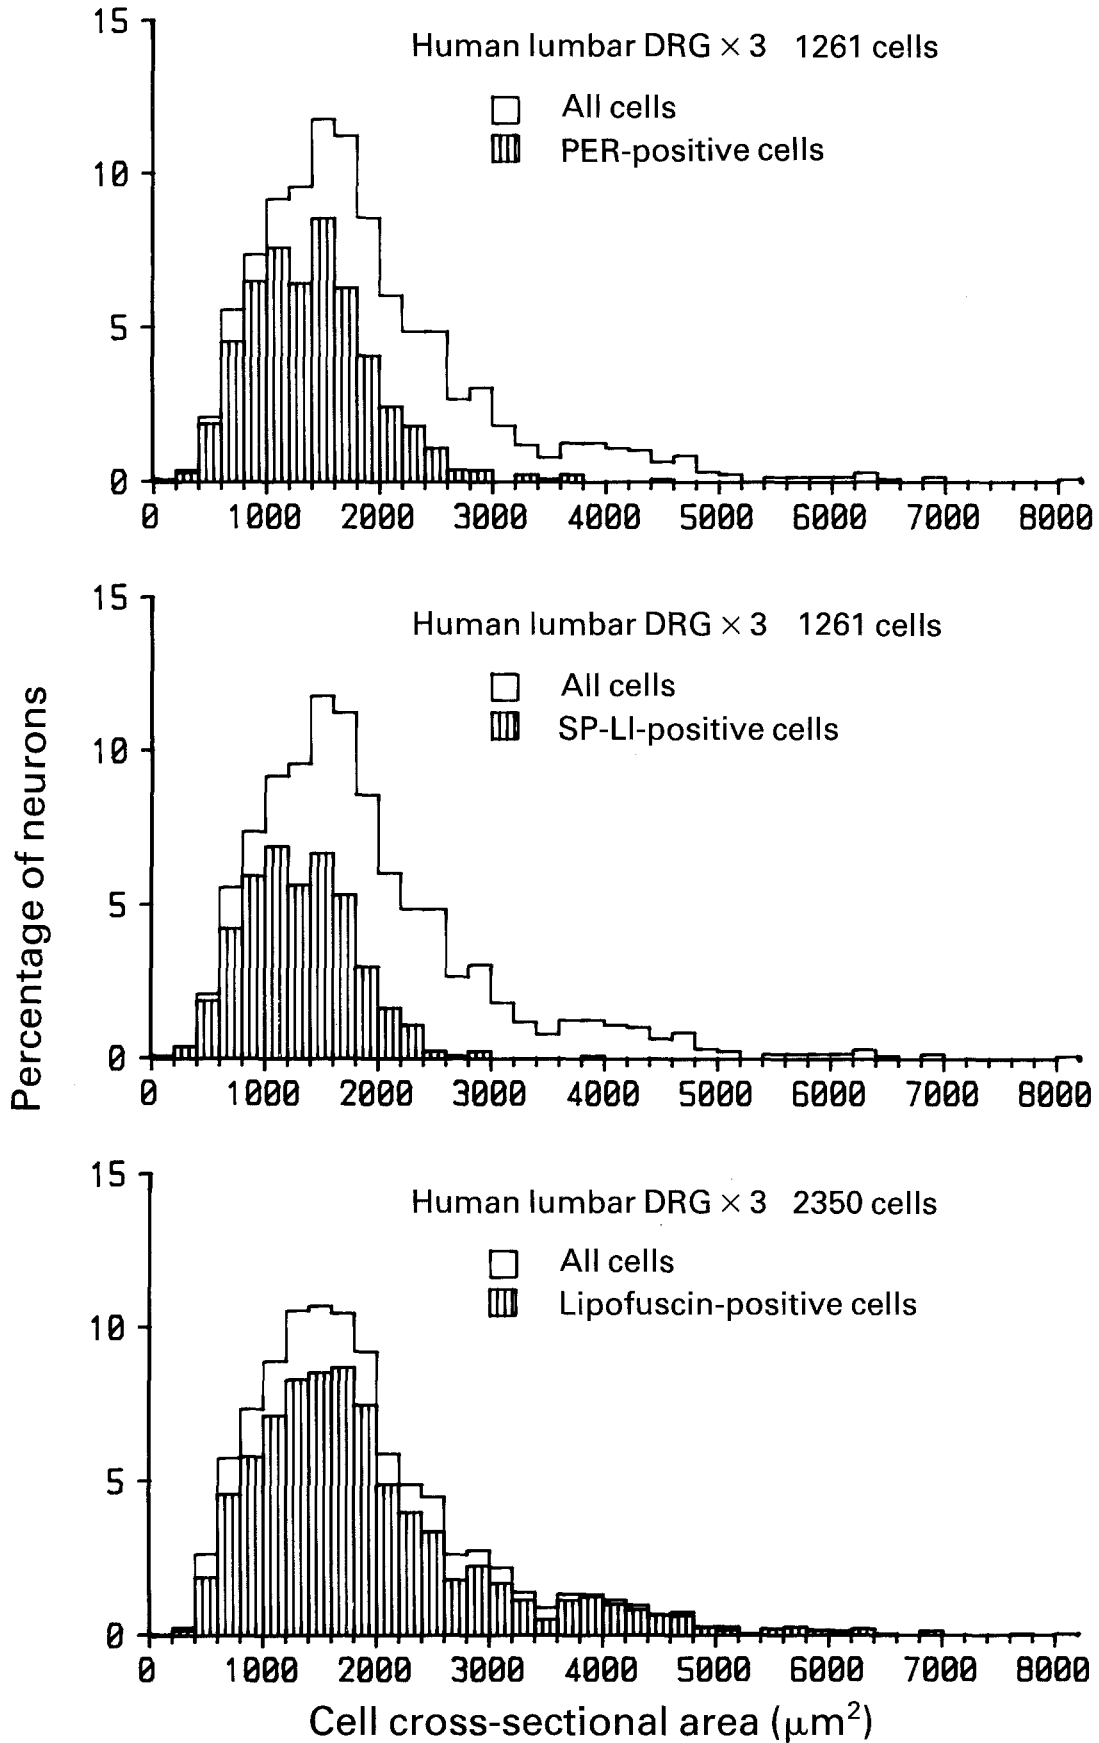 15
Human lumbar DRG × 3 1261 cells
All cells
PER-positive cells
10
5
0
0 1000 2000 3000 4000 5000 6000 7000 8000
15
Human lumbar DRG × 3 1261 cells
All cells
SP-LI-positive cells
10
5
0
0 1000 2000 3000 4000 5000 6000 7000 8000
Percentage of neurons
15
Human lumbar DRG × 3 2350 cells
All cells
Lipofuscin-positive cells
10
5
0
0 1000 2000 3000 4000 5000 6000 7000 8000
Cell cross-sectional area (μm²)